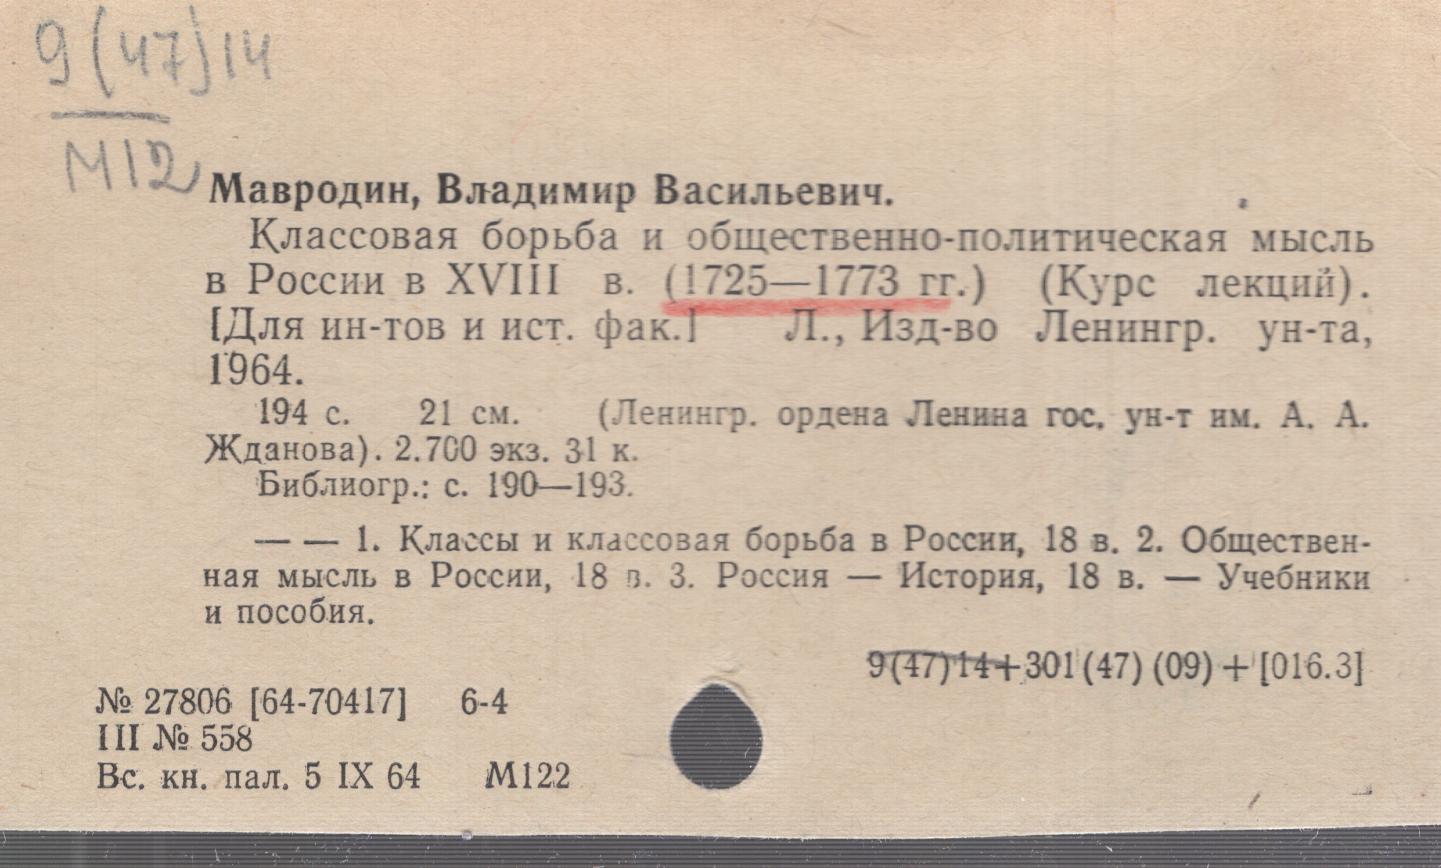 9(47)14
М12
Мавродин, Владимир Васильевич.
Классовая борьба и общественно-политическая мысль
в России в XVIII в. (1725—1773 гг.) (Курс лекций).
[Для ин-тов и ист. фак.] Л., Изд-во Ленингр. ун-та,
1964.
194 с. 21 см. (Ленингр. ордена Ленина гос. ун-т им. А. А.
Жданова). 2.700 экз. 31 к.
Библиогр.: с. 190—193.
— — 1. Классы и классовая борьба в России, 18 в. 2. Обществен-
ная мысль в России, 18 в. 3. Россия — История, 18 в. — Учебники
и пособия.
9(47)14+301(47)(09)+[016.3]
№ 27806 [64-70417] 6-4
III № 558
Вс. кн. пал. 5 IX 64 М122